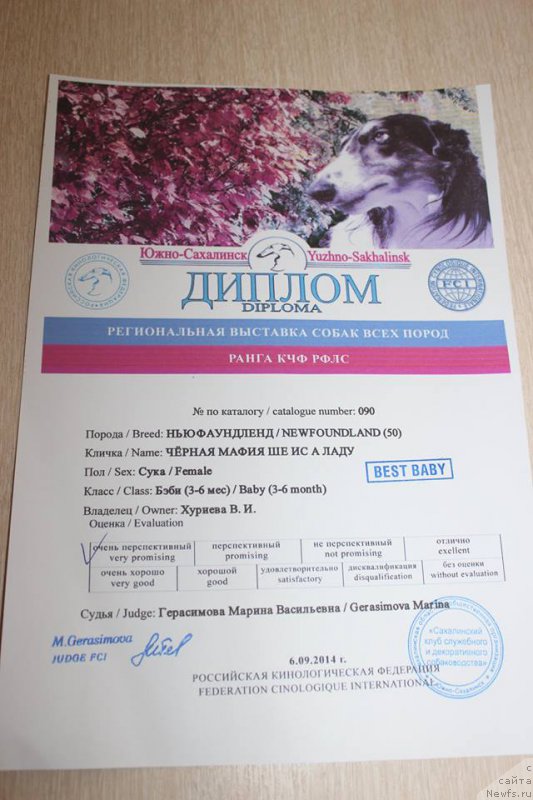 Южно-Сахалинск Yuzhno-Sakhalinsk
ДИПЛОМ
DIPLOMA
FCI
РЕГИОНАЛЬНАЯ ВЫСТАВКА СОБАК ВСЕХ ПОРОД
РАНГА КЧФ РФЛС
№ по каталогу / catalogue number: 090
Порода / Breed: НЬЮФАУНДЛЕНД / NEWFOUNDLAND (50)
Кличка / Name: ЧЁРНАЯ МАФИЯ ШЕ ИС А ЛАДУ
Пол / Sex: Сука / Female
BEST BABY
Класс / Class: Бэби (3-6 мес) / Baby (3-6 month)
Владелец / Owner: Хуриева В. И.
Оценка / Evaluation
очень перспективный перспективный не перспективный отлично
very promising promising not promising exellent
очень хорошо хороший удовлетворительно дисквалификация без оценки
very good good satisfactory disqualification without evaluation
Судья / Judge: Герасимова Марина Васильевна / Gerasimova Marina
M.Gerasimova
JUDGE FCI
«Сахалинский
клуб служебного
и декоративного
собаководства»
г.Южно-Сахалинск
6.09.2014 г.
РОССИЙСКАЯ КИНОЛОГИЧЕСКАЯ ФЕДЕРАЦИЯ
FEDERATION CINOLOGIQUE INTERNATIONAL
с
сайта
Newfs.ru